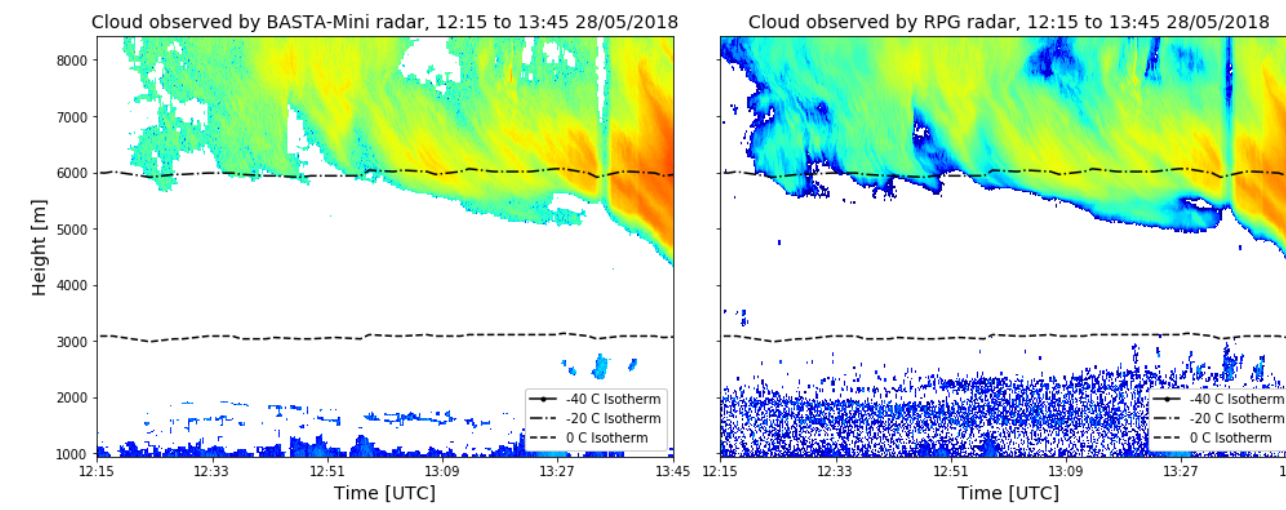 Cloud observed by BASTA-Mini radar, 12:15 to 13:45 28/05/2018
Height [m]
8000
7000
6000
5000
4000
3000
2000
1000
-40 C Isotherm
-20 C Isotherm
0 C Isotherm
12:15 12:33 12:51 13:09 13:27 13:45
Time [UTC]
Cloud observed by RPG radar, 12:15 to 13:45 28/05/2018
-40 C Isotherm
-20 C Isotherm
0 C Isotherm
12:15 12:33 12:51 13:09 13:27
Time [UTC]